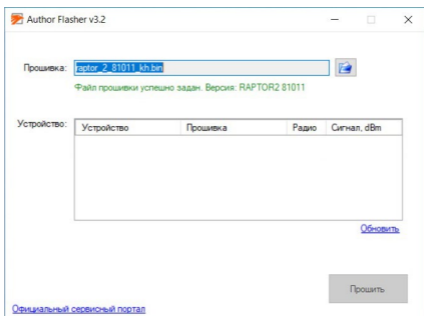 Author Flasher v3.2
Прошивка: raptor_2_81011_kh.bin
Файл прошивки успешно задан. Версия: RAPTOR2 81011
Устройство: Устройство Прошивка Радио Сигнал, dBm
Обновить
Прошить
Официальный сервисный портал